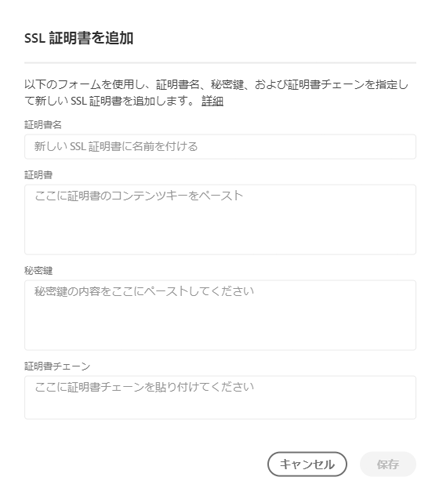 SSL 証明書を追加
以下のフォームを使用し、証明書名、秘密鍵、および証明書チェーンを指定し
て新しい SSL 証明書を追加します。 詳細
証明書名
新しい SSL 証明書に名前を付ける
証明書
ここに証明書のコンテンツキーをペースト
秘密鍵
秘密鍵の内容をここにペーストしてください
証明書チェーン
ここに証明書チェーンを貼り付けてください
キャンセル 保存